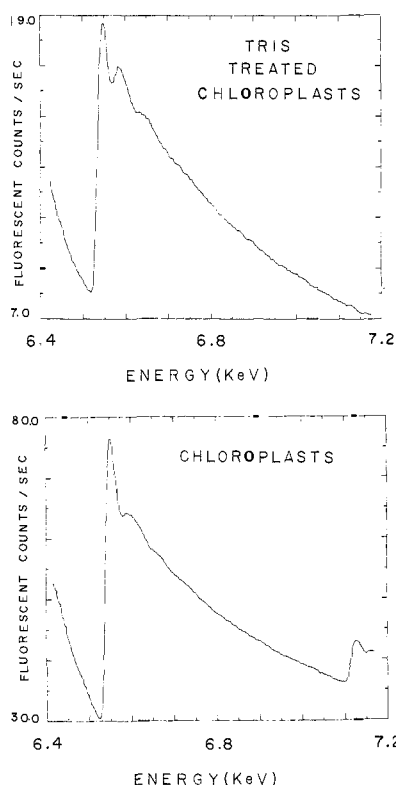 19.0
TRIS
TREATED
CHLOROPLASTS
FLUORESCENT COUNTS / SEC
7.0
6.4 6.8 7.2
ENERGY(KeV)
80.0
CHLOROPLASTS
FLUORESCENT COUNTS / SEC
30.0
6.4 6.8 7.2
ENERGY(KeV)